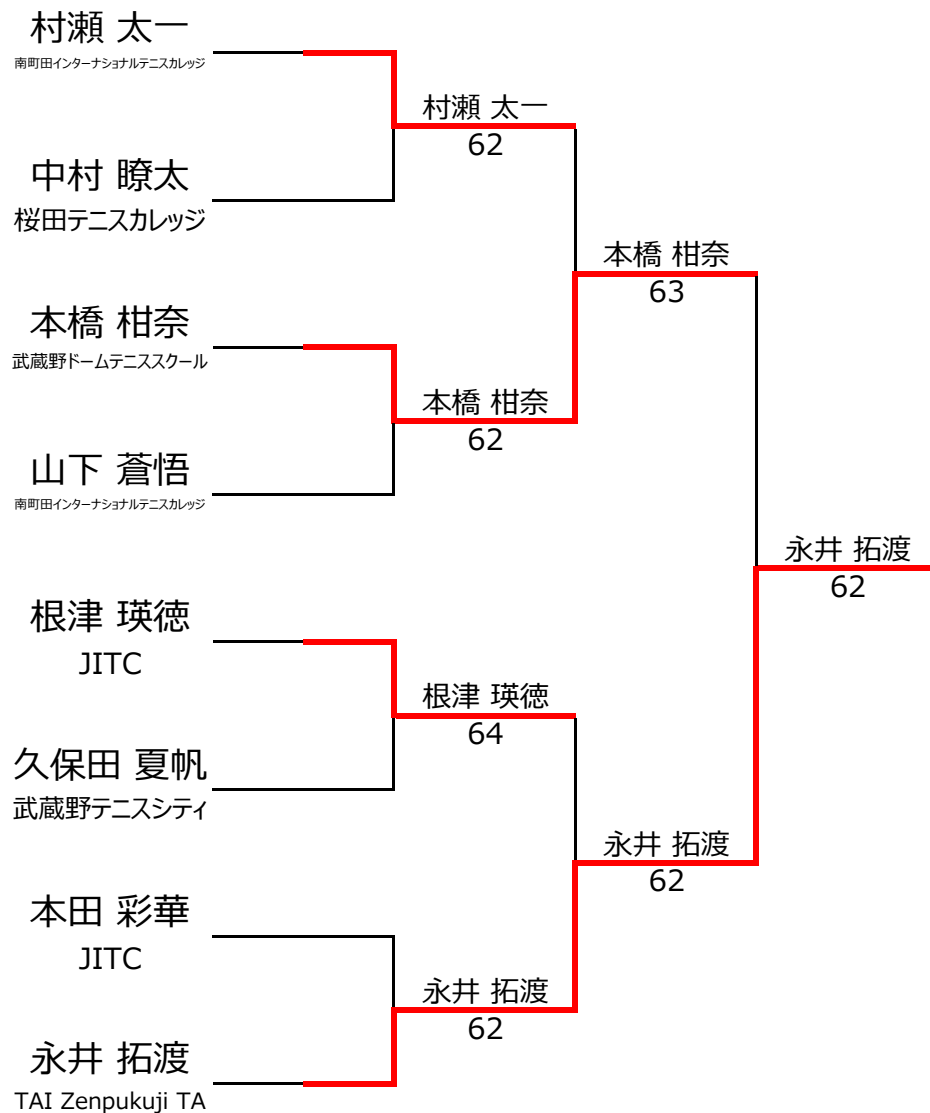 村瀬 太一
南町田インターナショナルテニスカレッジ
村瀬 太一
62
中村 瞭太
桜田テニスカレッジ
本橋 柑奈
63
本橋 柑奈
武蔵野ドームテニススクール
本橋 柑奈
62
山下 蒼悟
南町田インターナショナルテニスカレッジ
永井 拓渡
62
根津 瑛徳
JITC
根津 瑛徳
64
久保田 夏帆
武蔵野テニスシティ
永井 拓渡
62
本田 彩華
JITC
永井 拓渡
62
永井 拓渡
TAI Zenpukuji TA